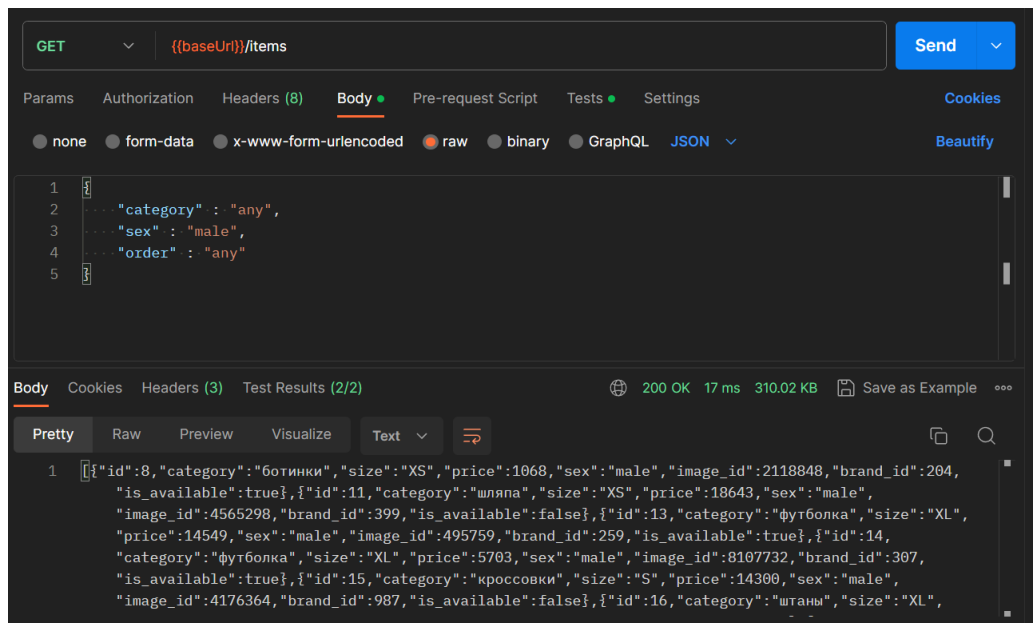 GET {{baseUrl}}/items Send
Params Authorization Headers (8) Body Pre-request Script Tests Settings Cookies
none form-data x-www-form-urlencoded raw binary GraphQL JSON Beautify
1 {
2 "category" : "any",
3 "sex" : "male",
4 "order" : "any"
5 }
Body Cookies Headers (3) Test Results (2/2) 200 OK 17 ms 310.02 KB Save as Example
Pretty Raw Preview Visualize Text
1 [{"id":8,"category":"ботинки","size":"XS","price":1068,"sex":"male","image_id":2118848,"brand_id":204,
"is_available":true},{"id":11,"category":"шляпа","size":"XS","price":18643,"sex":"male",
"image_id":4565298,"brand_id":399,"is_available":false},{"id":13,"category":"футболка","size":"XL",
"price":14549,"sex":"male","image_id":495759,"brand_id":259,"is_available":true},{"id":14,
"category":"футболка","size":"XL","price":5703,"sex":"male","image_id":8107732,"brand_id":307,
"is_available":true},{"id":15,"category":"кроссовки","size":"S","price":14300,"sex":"male",
"image_id":4176364,"brand_id":987,"is_available":false},{"id":16,"category":"штаны","size":"XL",